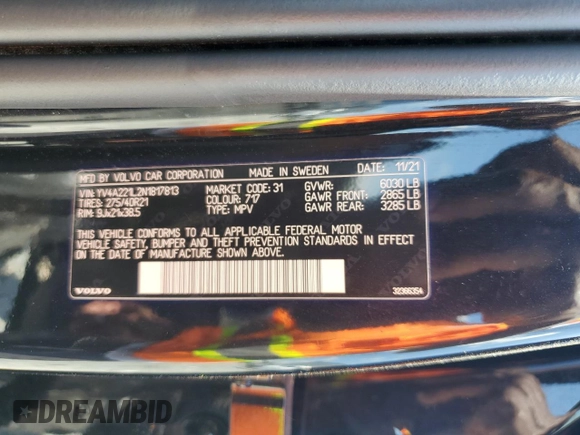 MFD BY VOLVO CAR CORPORATION MADE IN SWEDEN DATE: 11/21
VIN: YV4A221L2N1817813 MARKET CODE: 31 GVWR: 6030 LB
TIRES: 275/40R21 COLOUR: 717 GAWR FRONT: 2865 LB
RIM: 9Jx21x38.5 TYPE: MPV GAWR REAR: 3285 LB
THIS VEHICLE CONFORMS TO ALL APPLICABLE FEDERAL MOTOR
VEHICLE SAFETY, BUMPER AND THEFT PREVENTION STANDARDS IN EFFECT
ON THE DATE OF MANUFACTURE SHOWN ABOVE.
VOLVO 32386354
DREAMBID